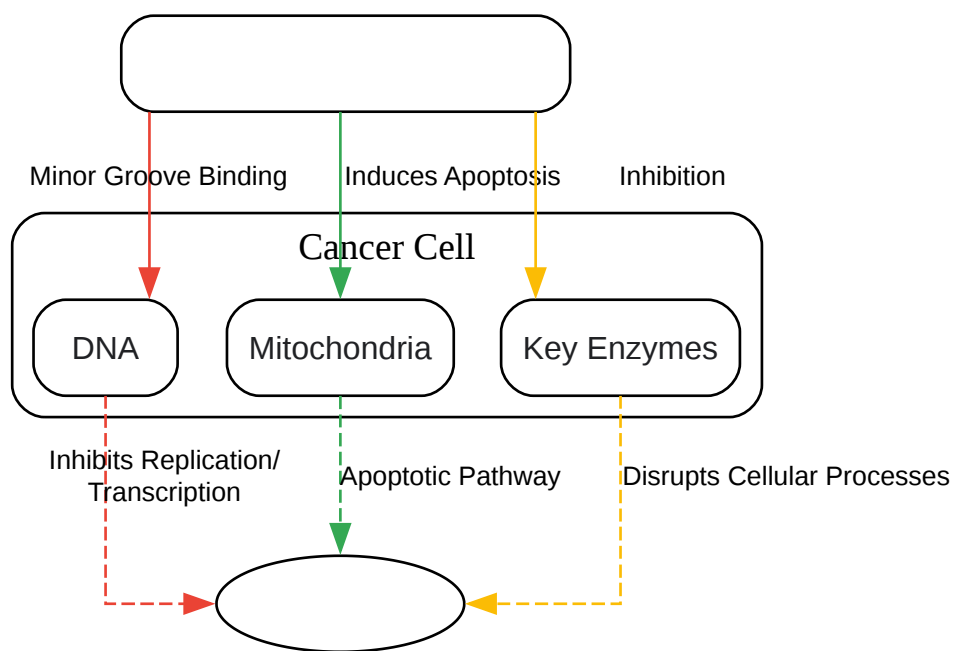 Minor Groove Binding
Induces Apoptosis
Inhibition
Cancer Cell
DNA
Mitochondria
Key Enzymes
Inhibits Replication/
Transcription
Apoptotic Pathway
Disrupts Cellular Processes